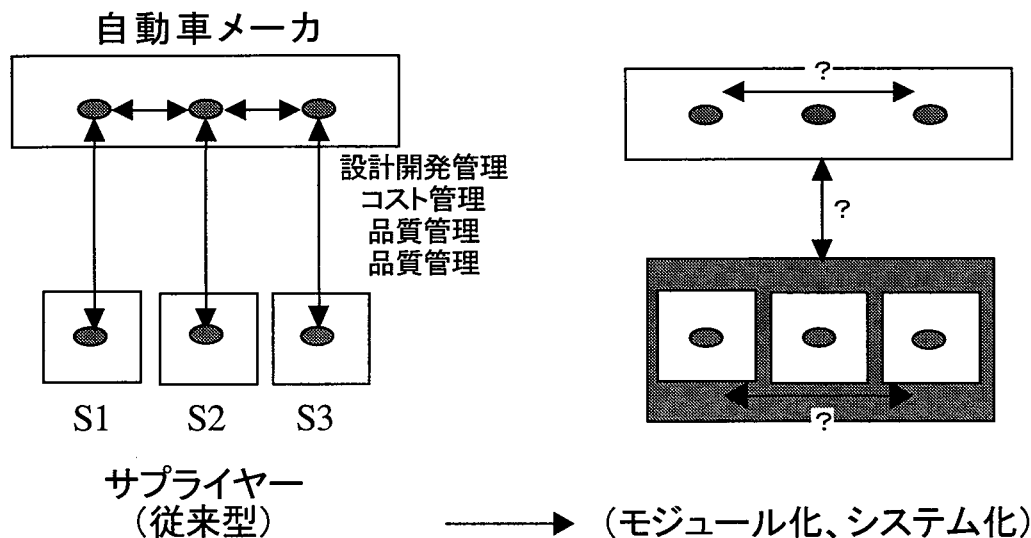 自動車メーカ
設計開発管理
コスト管理
品質管理
品質管理
S1 S2 S3
サプライヤー
(従来型)
?
?
?
(モジュール化、システム化)